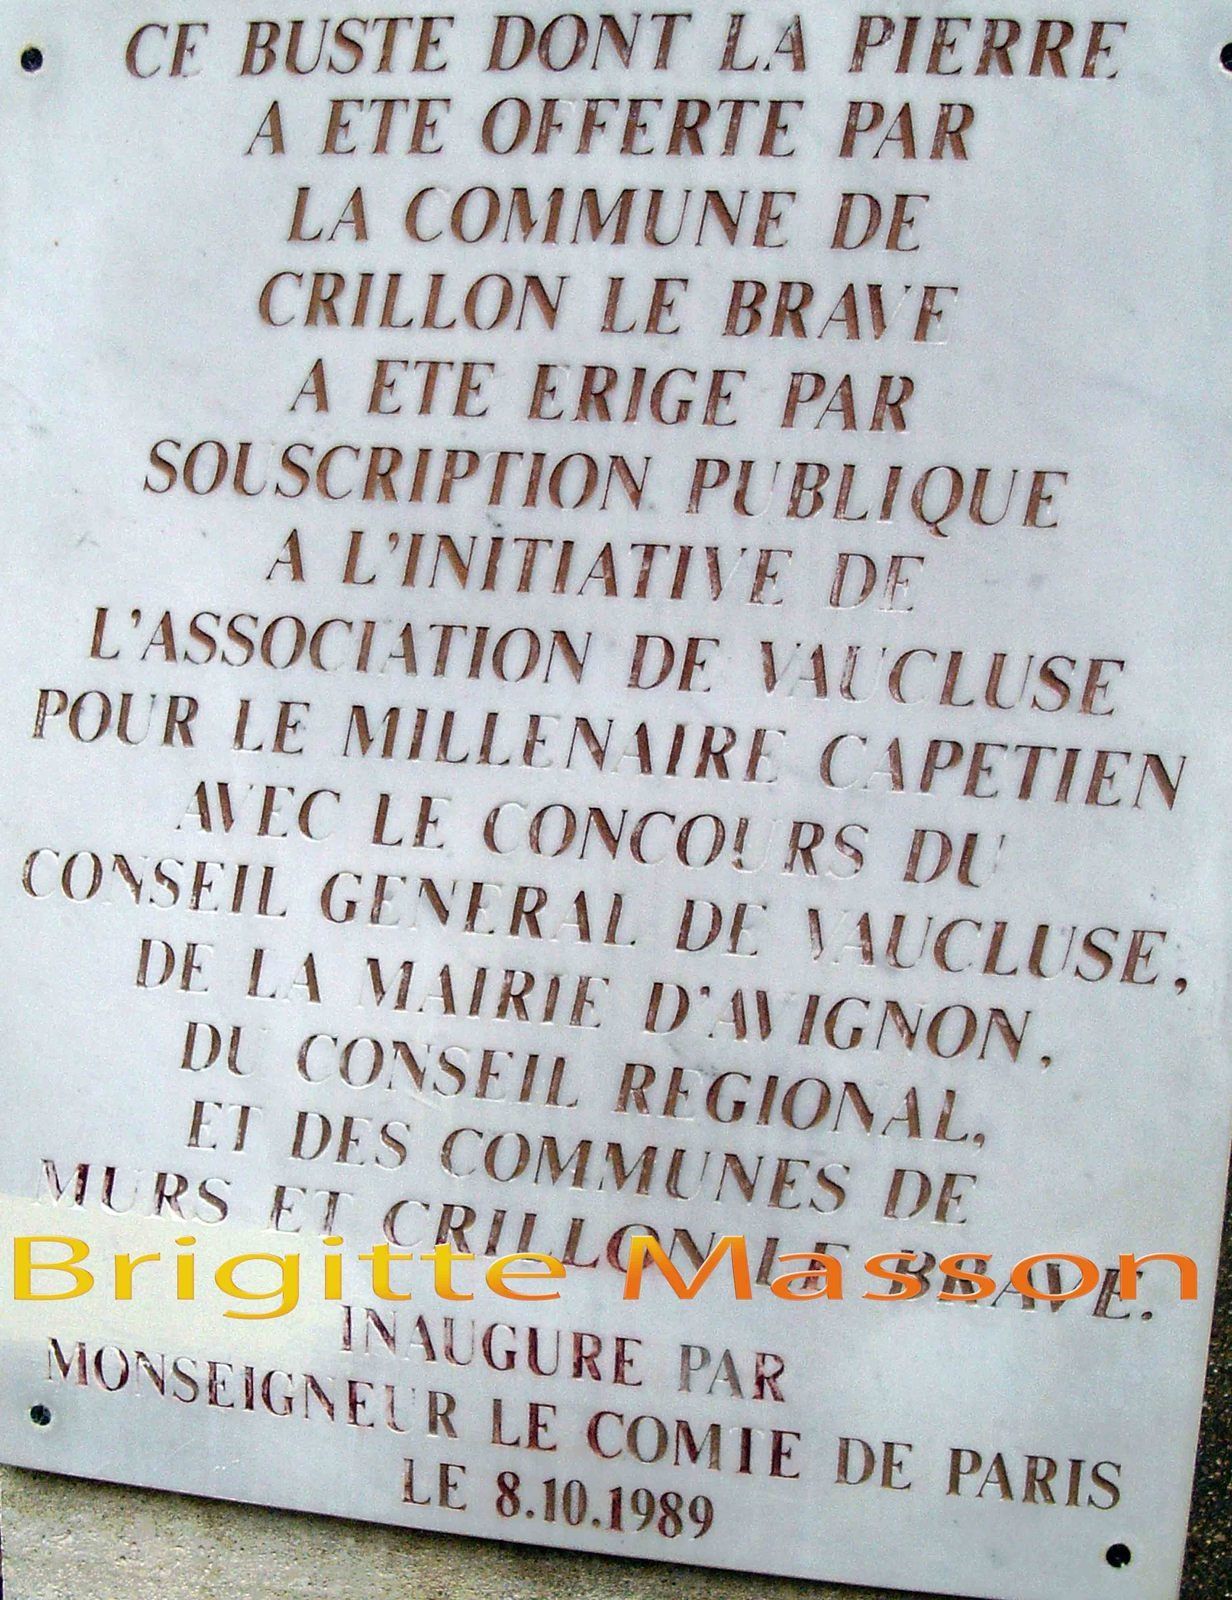 CE BUSTE DONT LA PIERRE
A ETE OFFERTE PAR
LA COMMUNE DE
CRILLON LE BRAVE
A ETE ERIGE PAR
SOUSCRIPTION PUBLIQUE
A L'INITIATIVE DE
L'ASSOCIATION DE VAUCLUSE
POUR LE MILLENAIRE CAPETIEN
AVEC LE CONCOURS DU
CONSEIL GENERAL DE VAUCLUSE,
DE LA MAIRIE D'AVIGNON,
DU CONSEIL REGIONAL,
ET DES COMMUNES DE
MURS ET CRILLON LE BRAVE.
Brigitte Masson
INAUGURE PAR
MONSEIGNEUR LE COMTE DE PARIS
LE 8.10.1989